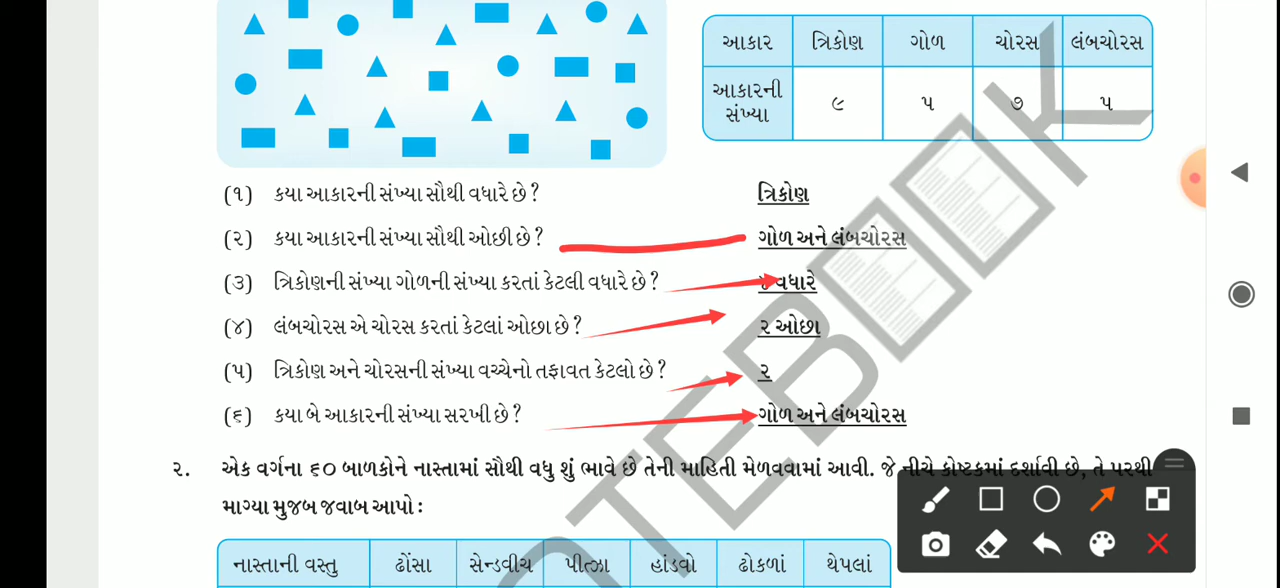 આકાર ત્રિકોણ ગોળ ચોરસ લંબચોરસ
આકારની સંખ્યા ૯ ૫ ૭ ૫
(૧) કયા આકારની સંખ્યા સૌથી વધારે છે? ત્રિકોણ
(૨) કયા આકારની સંખ્યા સૌથી ઓછી છે? ગોળ અને લંબચોરસ
(૩) ત્રિકોણની સંખ્યા ગોળની સંખ્યા કરતાં કેટલી વધારે છે? વધારે
(૪) લંબચોરસ એ ચોરસ કરતાં કેટલાં ઓછા છે? ૨ ઓછા
(૫) ત્રિકોણ અને ચોરસની સંખ્યા વચ્ચેનો તફાવત કેટલો છે? ૨
(૬) કયા બે આકારની સંખ્યા સરખી છે? ગોળ અને લંબચોરસ
૨. એક વર્ગના ૬૦ બાળકોને નાસ્તામાં સૌથી વધુ શું ભાવે છે તેની માહિતી મેળવવામાં આવી. જે નીચે કોષ્ટકમાં દર્શાવી છે, તે પરથી
માગ્યા મુજબ જવાબ આપો :
નાસ્તાની વસ્તુ ઢોંસા સેન્ડવીચ પીત્ઝા હાંડવો ઢોકળાં થેપલાં